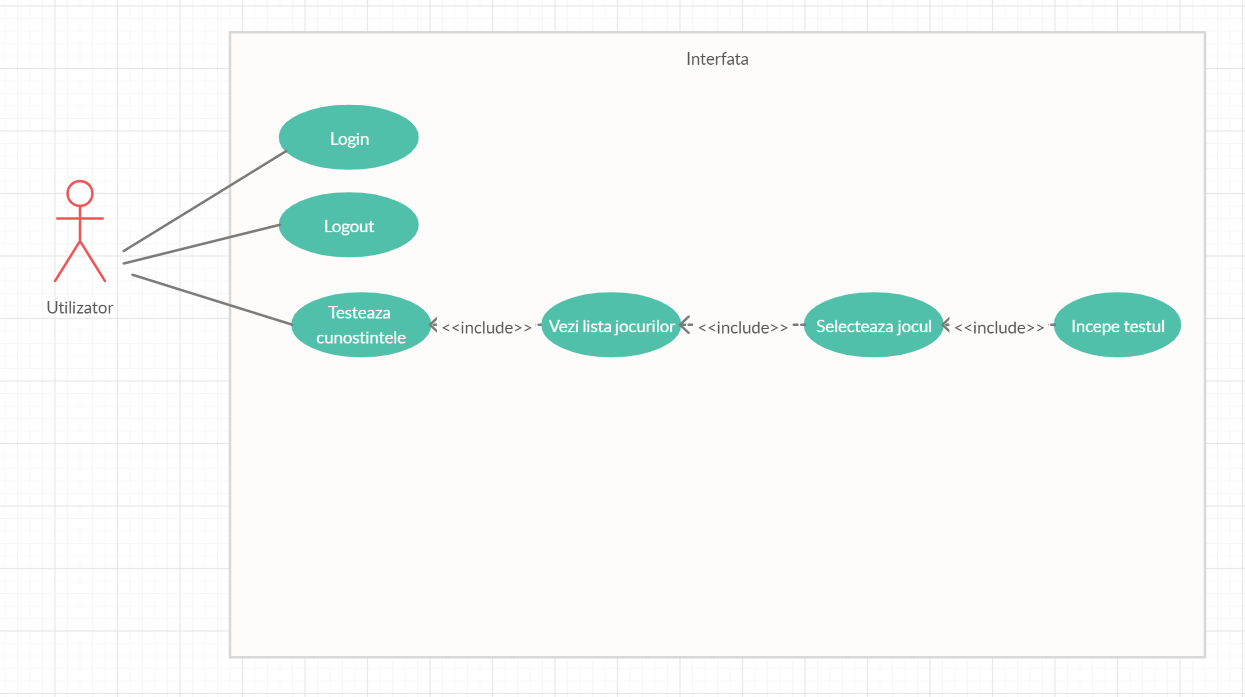 Interfata
Login
Logout
Utilizator
Testeaza
cunostintele
<<include>>
Vezi lista jocurilor
<<include>>
Selecteaza jocul
<<include>>
Incepe testul